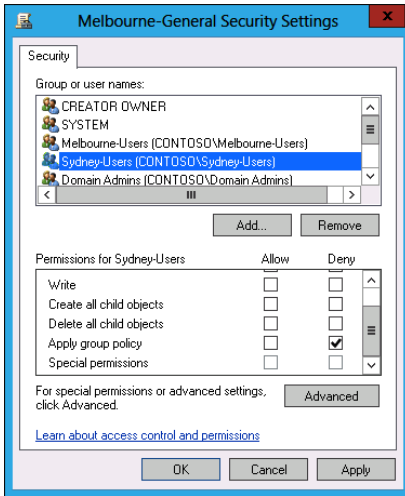 Melbourne-General Security Settings
x
Security
Group or user names:
CREATOR OWNER
SYSTEM
Melbourne-Users (CONTOSO\Melbourne-Users)
Sydney-Users (CONTOSO\Sydney-Users)
Domain Admins (CONTOSO\Domain Admins)
Add... Remove
Permissions for Sydney-Users Allow Deny
Write
Create all child objects
Delete all child objects
Apply group policy
Special permissions
For special permissions or advanced settings, click Advanced. Advanced
Learn about access control and permissions
OK Cancel Apply